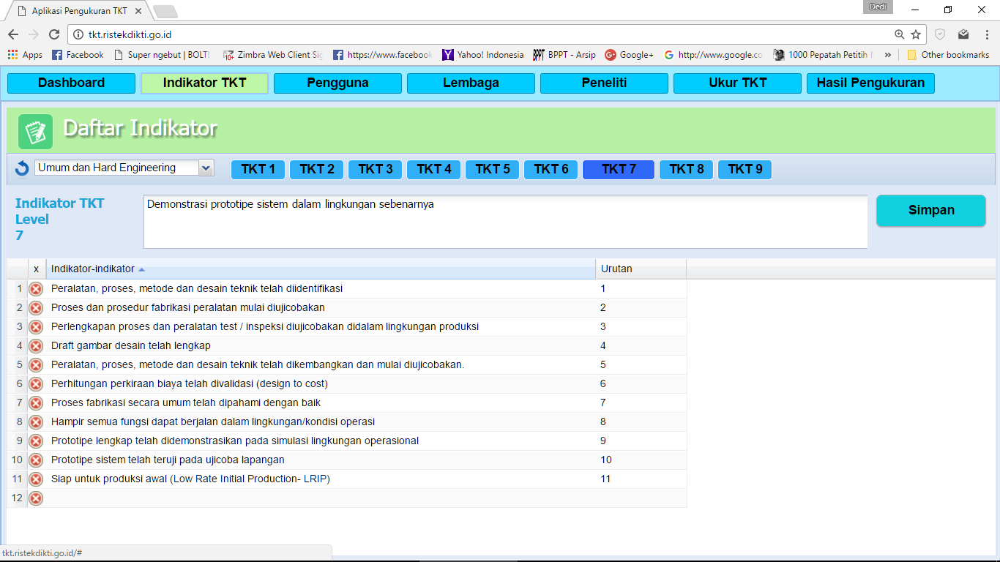 Aplikasi Pengukuran TKT
Dedi
tkt.ristekdikti.go.id
Apps Facebook Super ngebut | BOLT! Zimbra Web Client Sig https://www.facebook Yahoo! Indonesia BPPT - Arsip Google+ http://www.google.co 1000 Pepatah Petitih » Other bookmarks
Dashboard Indikator TKT Pengguna Lembaga Peneliti Ukur TKT Hasil Pengukuran
Daftar Indikator
Umum dan Hard Engineering TKT 1 TKT 2 TKT 3 TKT 4 TKT 5 TKT 6 TKT 7 TKT 8 TKT 9
Indikator TKT
Level
7
Demonstrasi prototipe sistem dalam lingkungan sebenarnya
Simpan
x Indikator-indikator Urutan
1 Peralatan, proses, metode dan desain teknik telah diidentifikasi 1
2 Proses dan prosedur fabrikasi peralatan mulai diujicobakan 2
3 Perlengkapan proses dan peralatan test / inspeksi diujicobakan didalam lingkungan produksi 3
4 Draft gambar desain telah lengkap 4
5 Peralatan, proses, metode dan desain teknik telah dikembangkan dan mulai diujicobakan. 5
6 Perhitungan perkiraan biaya telah divalidasi (design to cost) 6
7 Proses fabrikasi secara umum telah dipahami dengan baik 7
8 Hampir semua fungsi dapat berjalan dalam lingkungan/kondisi operasi 8
9 Prototipe lengkap telah didemonstrasikan pada simulasi lingkungan operasional 9
10 Prototipe sistem telah teruji pada ujicoba lapangan 10
11 Siap untuk produksi awal (Low Rate Initial Production- LRIP) 11
12
tkt.ristekdikti.go.id/#